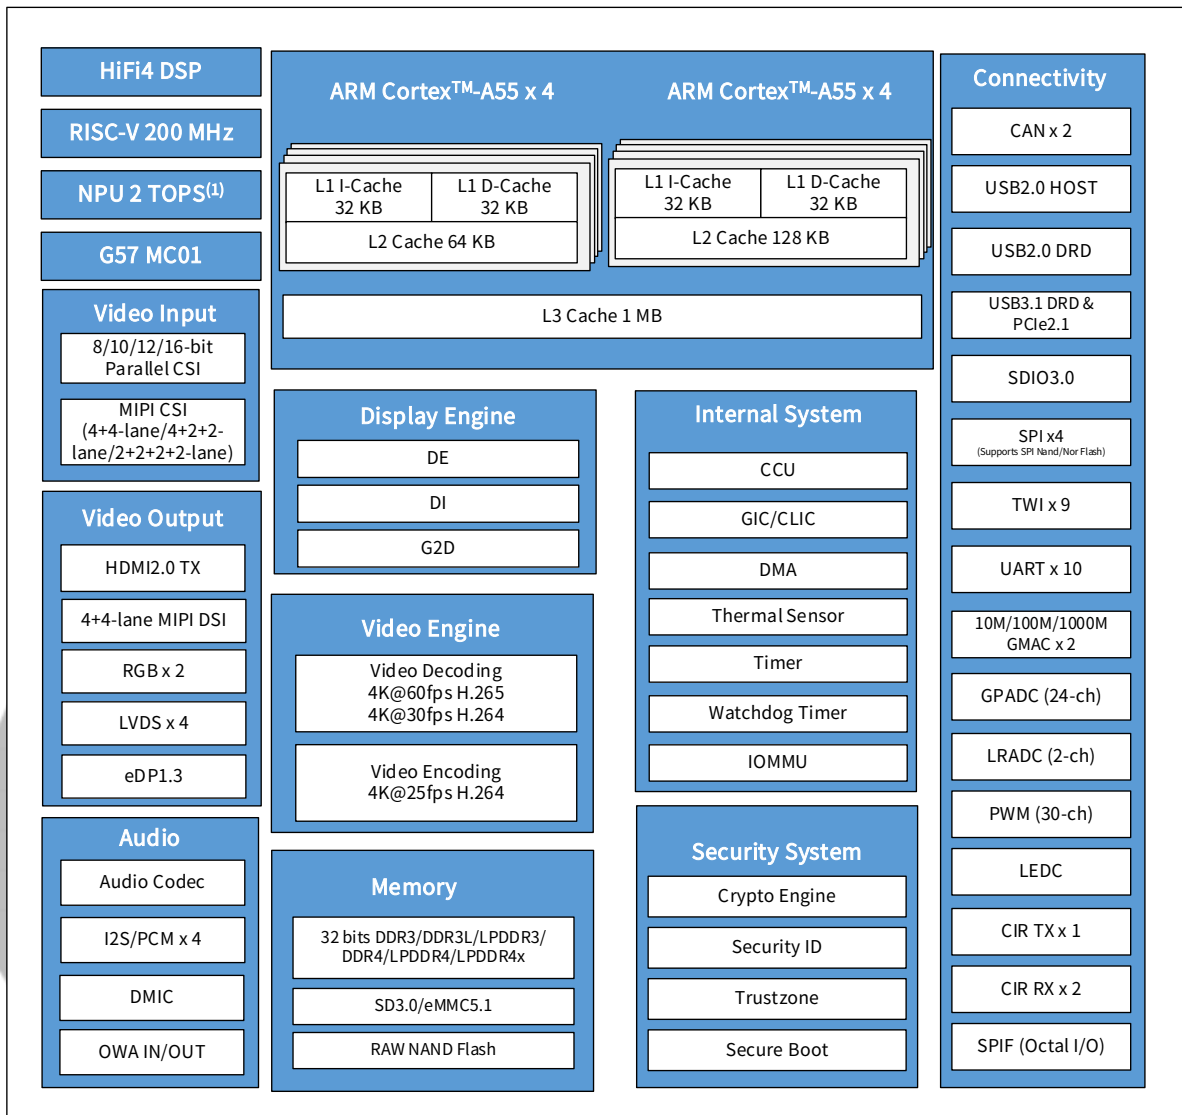 HiFi4 DSP
RISC-V 200 MHz
NPU 2 TOPS(1)
G57 MC01
Video Input
8/10/12/16-bit
Parallel CSI
MIPI CSI
(4+4-lane/4+2+2-
lane/2+2+2+2-lane)
Video Output
HDMI2.0 TX
4+4-lane MIPI DSI
RGB x 2
LVDS x 4
eDP1.3
Audio
Audio Codec
I2S/PCM x 4
DMIC
OWA IN/OUT
ARM Cortex™-A55 x 4
L1 I-Cache
32 KB
L1 D-Cache
32 KB
L2 Cache 64 KB
ARM Cortex™-A55 x 4
L1 I-Cache
32 KB
L1 D-Cache
32 KB
L2 Cache 128 KB
L3 Cache 1 MB
Display Engine
DE
DI
G2D
Video Engine
Video Decoding
4K@60fps H.265
4K@30fps H.264
Video Encoding
4K@25fps H.264
Memory
32 bits DDR3/DDR3L/LPDDR3/
DDR4/LPDDR4/LPDDR4x
SD3.0/eMMC5.1
RAW NAND Flash
Internal System
CCU
GIC/CLIC
DMA
Thermal Sensor
Timer
Watchdog Timer
IOMMU
Security System
Crypto Engine
Security ID
Trustzone
Secure Boot
Connectivity
CAN x 2
USB2.0 HOST
USB2.0 DRD
USB3.1 DRD &
PCIe2.1
SDIO3.0
SPI x4
(Supports SPI Nand/Nor Flash)
TWI x 9
UART x 10
10M/100M/1000M
GMAC x 2
GPADC (24-ch)
LRADC (2-ch)
PWM (30-ch)
LEDC
CIR TX x 1
CIR RX x 2
SPIF (Octal I/O)